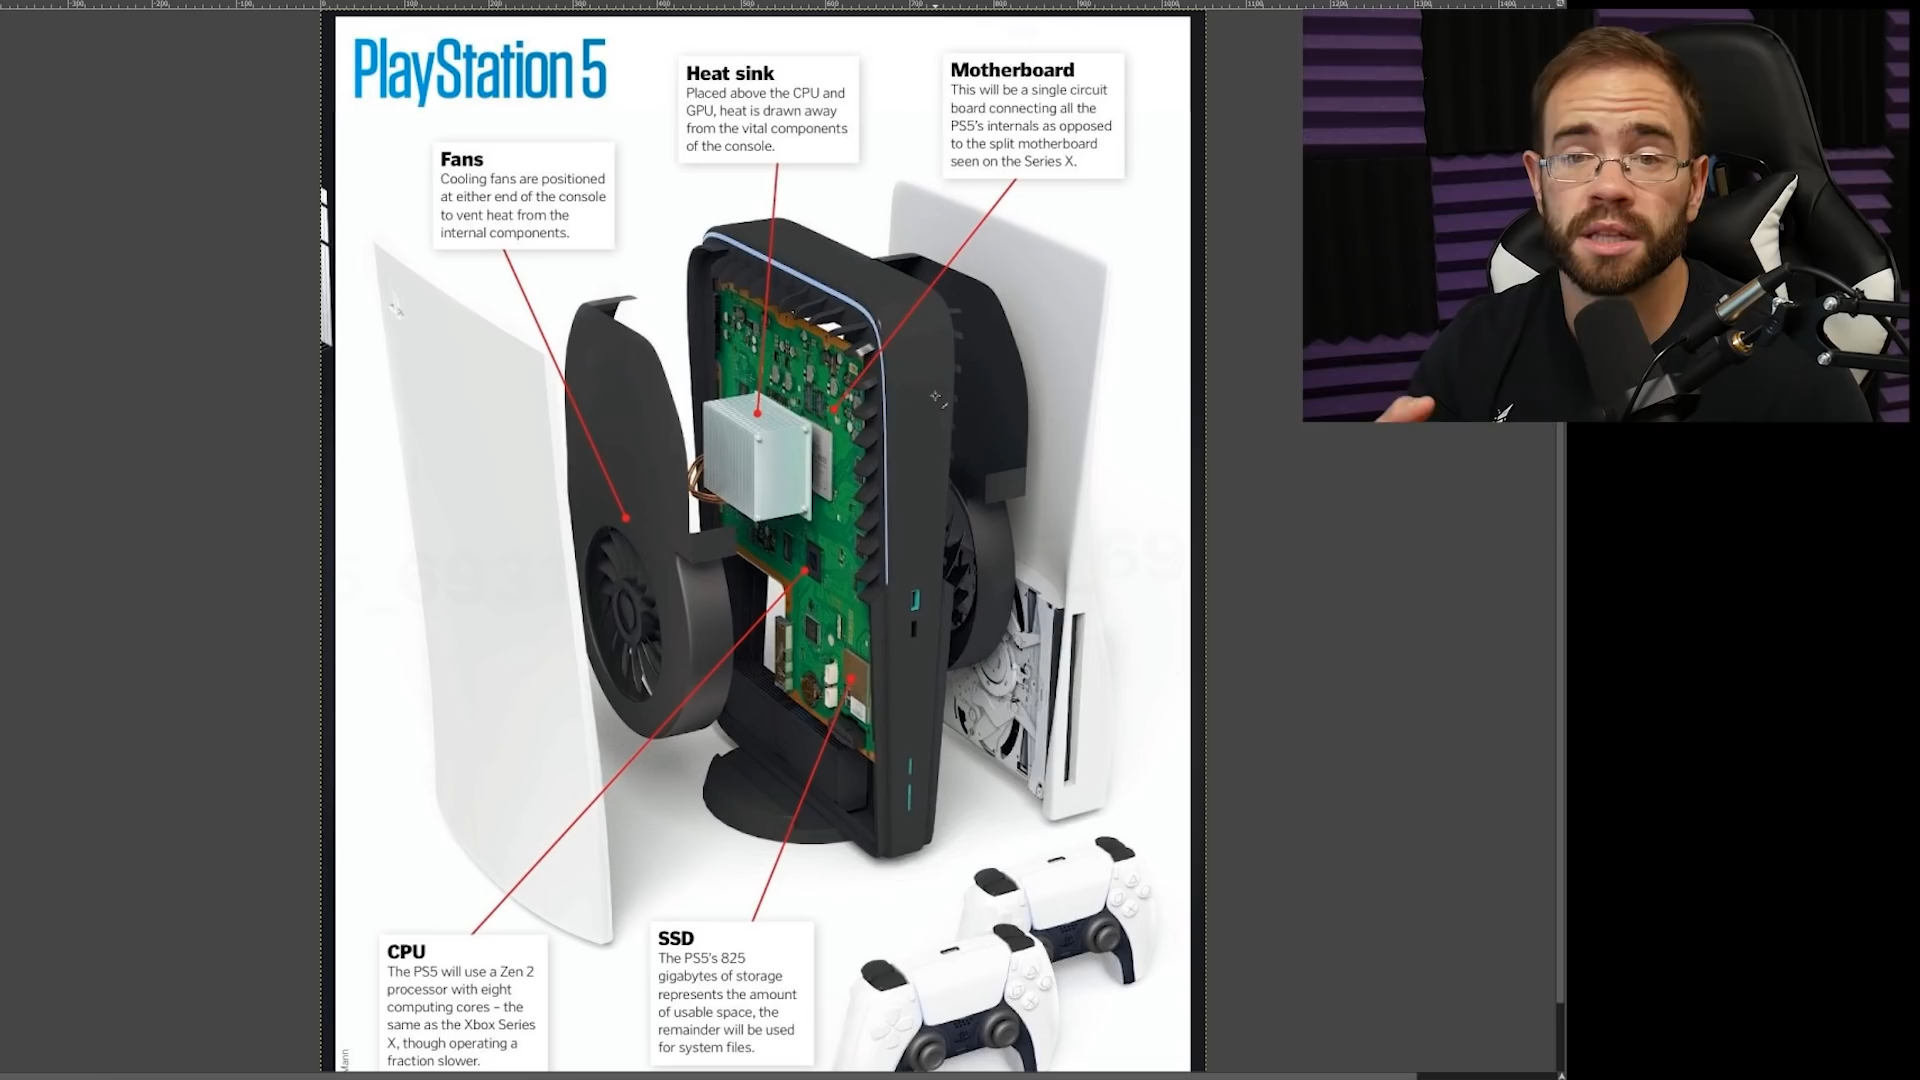 PlayStation 5
Heat sink
Placed above the CPU and
GPU, heat is drawn away
from the vital components
of the console.
Motherboard
This will be a single circuit
board connecting all the
PS5's internals as opposed
to the split motherboard
seen on the Series X.
Fans
Cooling fans are positioned
at either end of the console
to vent heat from the
internal components.
CPU
The PS5 will use a Zen 2
processor with eight
computing cores – the
same as the Xbox Series
X, though operating a
fraction slower.
SSD
The PS5's 825
gigabytes of storage
represents the amount
of usable space, the
remainder will be used
for system files.
Mann